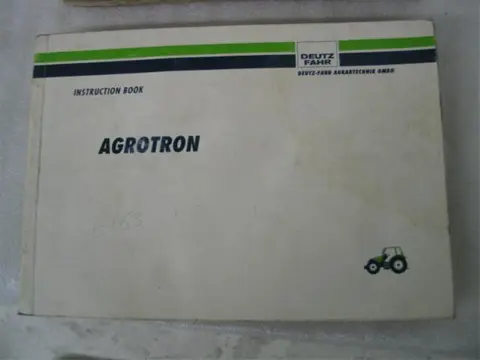 DEUTZ
FAHR
DEUTZ-FAHR AGRARTECHNIK GMBH
INSTRUCTION BOOK
AGROTRON